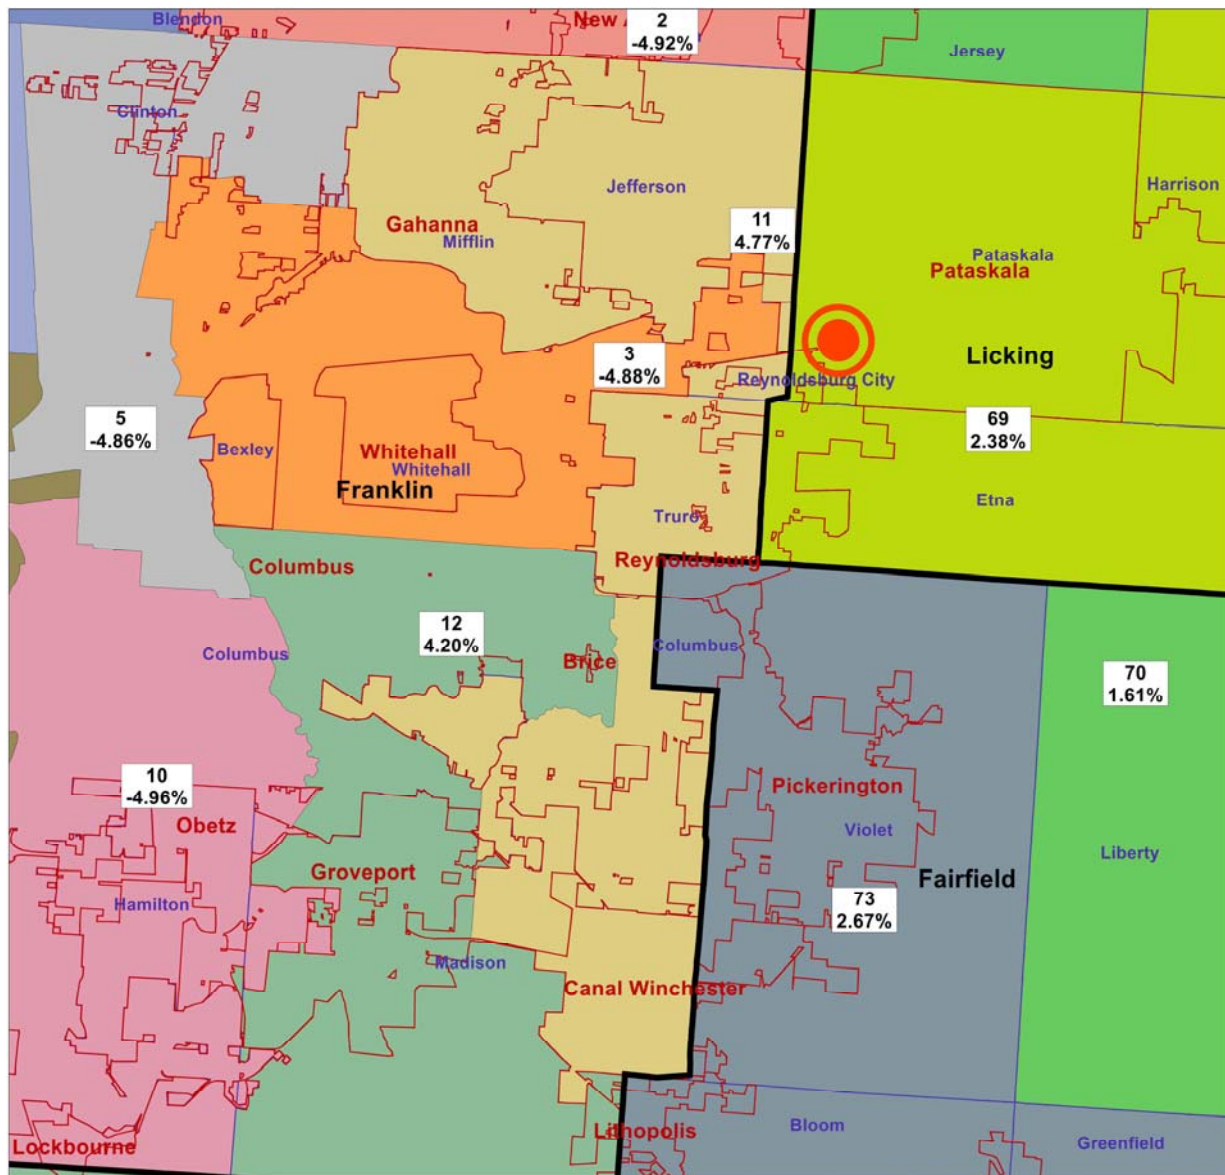 Blendon
New A
2
-4.92%
Jersey
Clinton
Jefferson
Harrison
11
4.77%
Gahanna
Mifflin
Pataskala
Pataskala
3
-4.88%
Licking
Reynoldsburg City
5
-4.86%
69
2.38%
Bexley
Whitehall
Whitehall
Franklin
Etna
Truro
Columbus
Reynoldsburg
12
4.20%
Columbus
Brice
Columbus
70
1.61%
10
-4.96%
Pickerington
Obetz
Violet
Liberty
Groveport
Fairfield
Hamilton
73
2.67%
Madison
Canal Winchester
Lockbourne
Lithopolis
Bloom
Greenfield